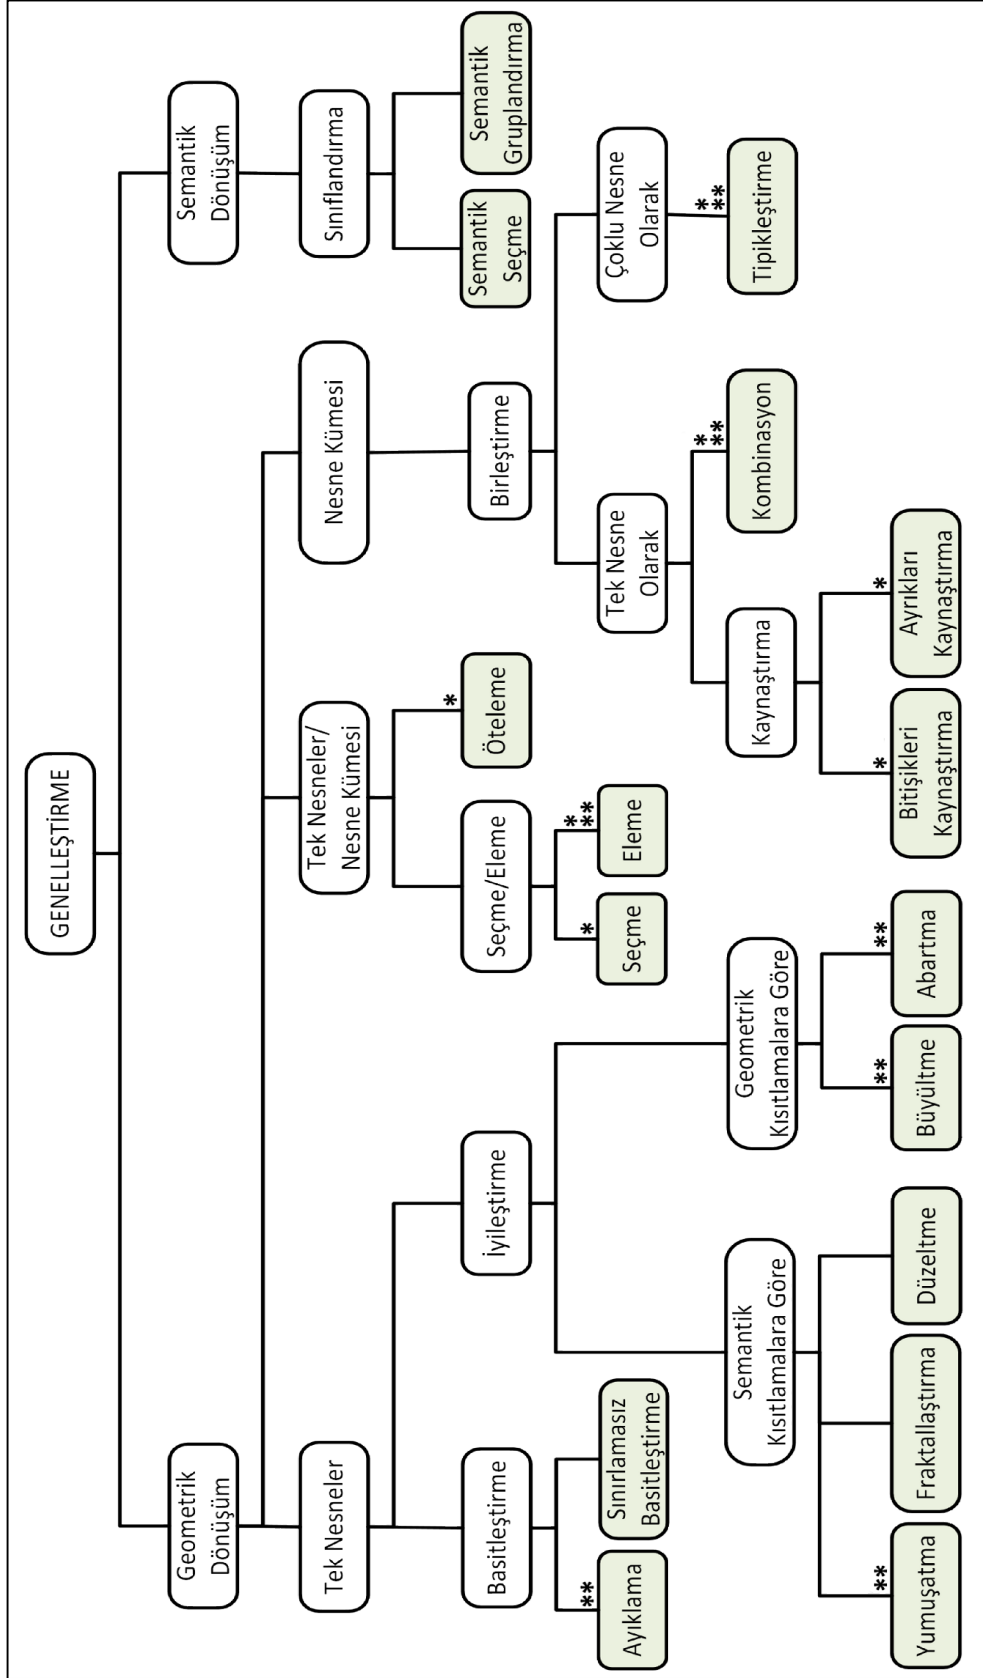 GENELLEŞTİRME
Geometrik
Dönüşüm
Semantik
Dönüşüm
Tek Nesneler
Tek Nesneler/
Nesne Kümesi
Nesne Kümesi
Sınıflandırma
Basitleştirme
İyileştirme
Seçme/Eleme
*
Öteleme
Birleştirme
Semantik
Seçme
Semantik
Gruplandırma
**
Ayıklama
Sınırlamasız
Basitleştirme
*
Seçme
*
**
Eleme
Tek Nesne
Olarak
Çoklu Nesne
Olarak
Semantik
Kısıtlamalara Göre
Geometrik
Kısıtlamalara Göre
Kaynaştırma
*
**
Kombinasyon
*
**
Tipikleştirme
**
Yumuşatma
Fraktallaştırma
Düzeltme
**
Büyültme
**
Abartma
*
Bitişikleri
Kaynaştırma
*
Ayrıkları
Kaynaştırma